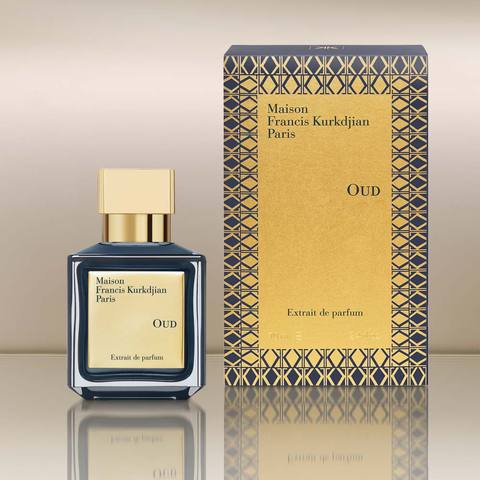 Maison
Francis Kurkdjian
Paris
OUD
Extrait de parfum
Maison
Francis Kurkdjian
Paris
OUD
Extrait de parfum